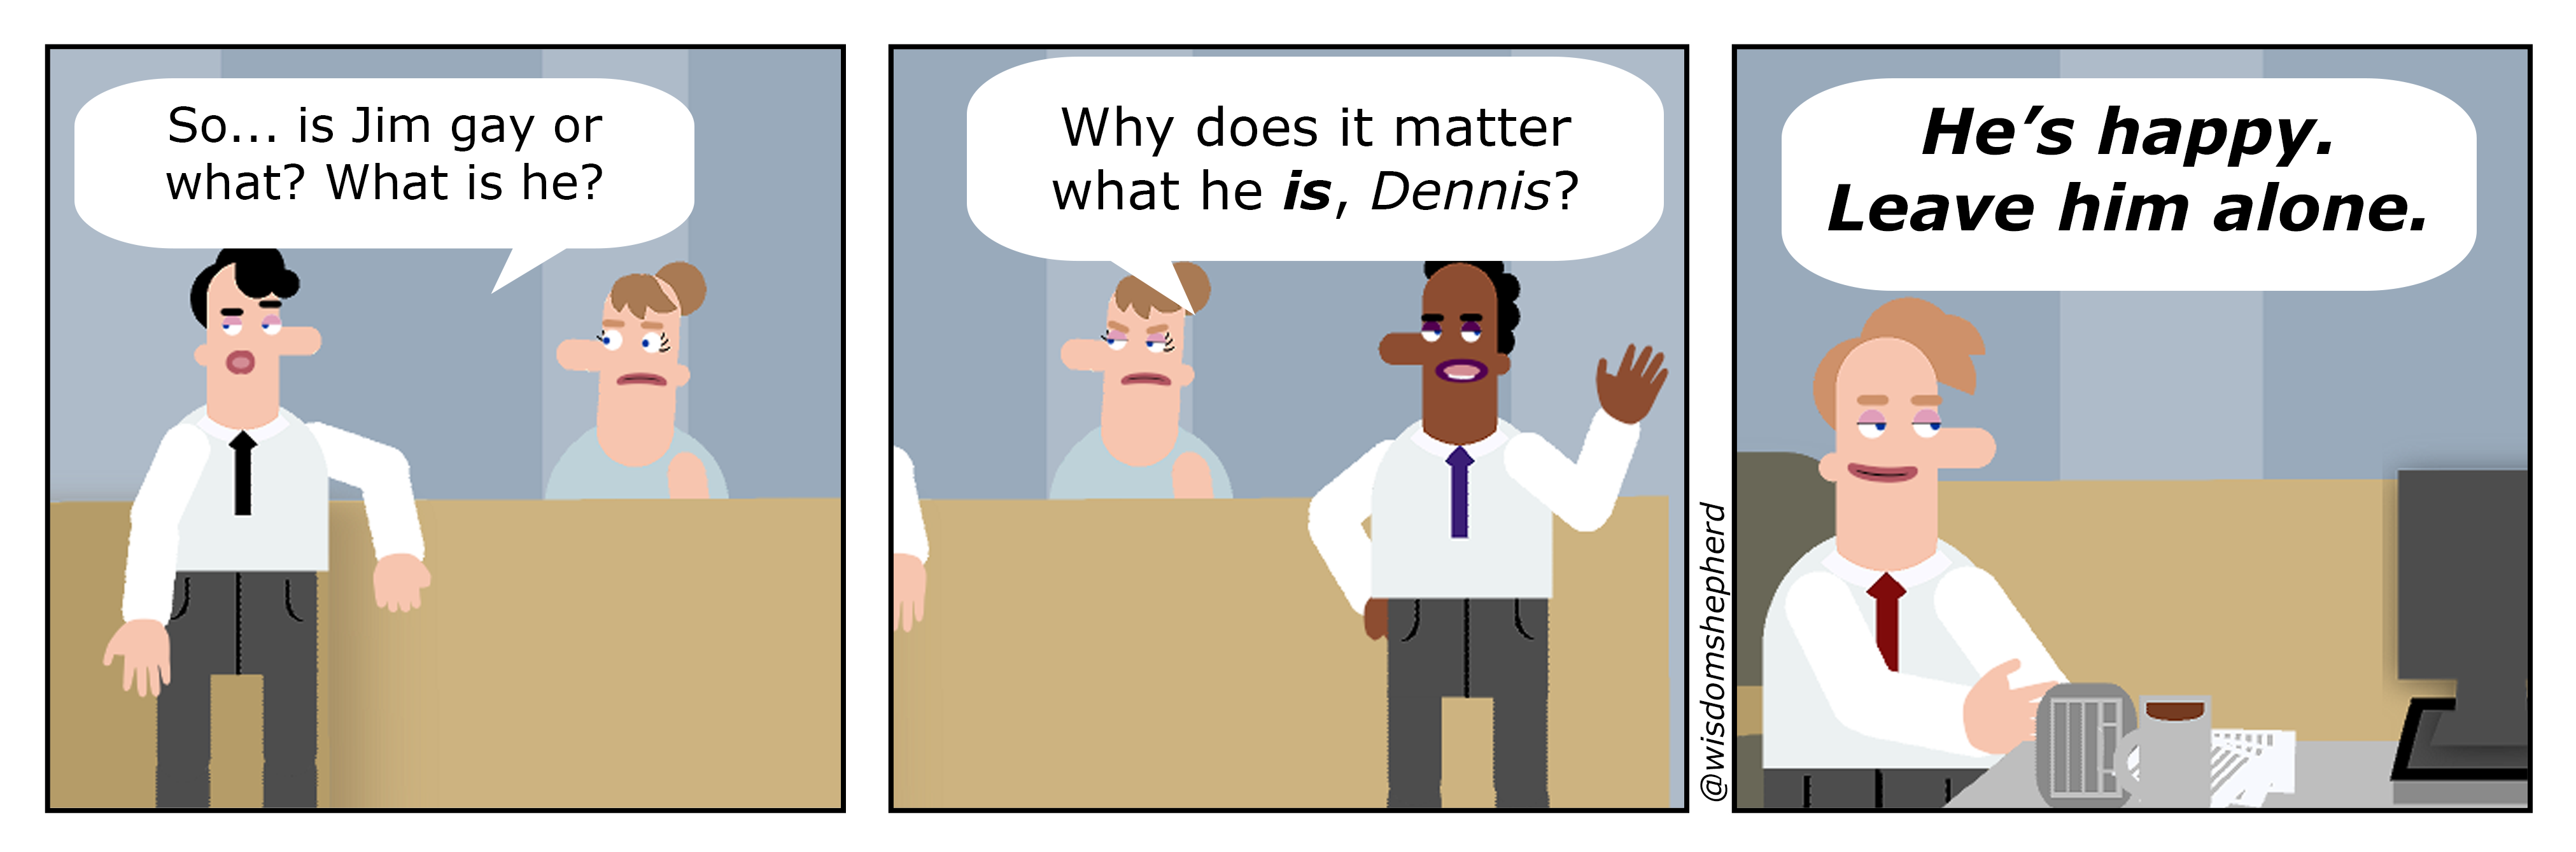 So... is Jim gay or
what? What is he?
Why does it matter
what he is, Dennis?
He's happy.
Leave him alone.
@wisdomshepherd